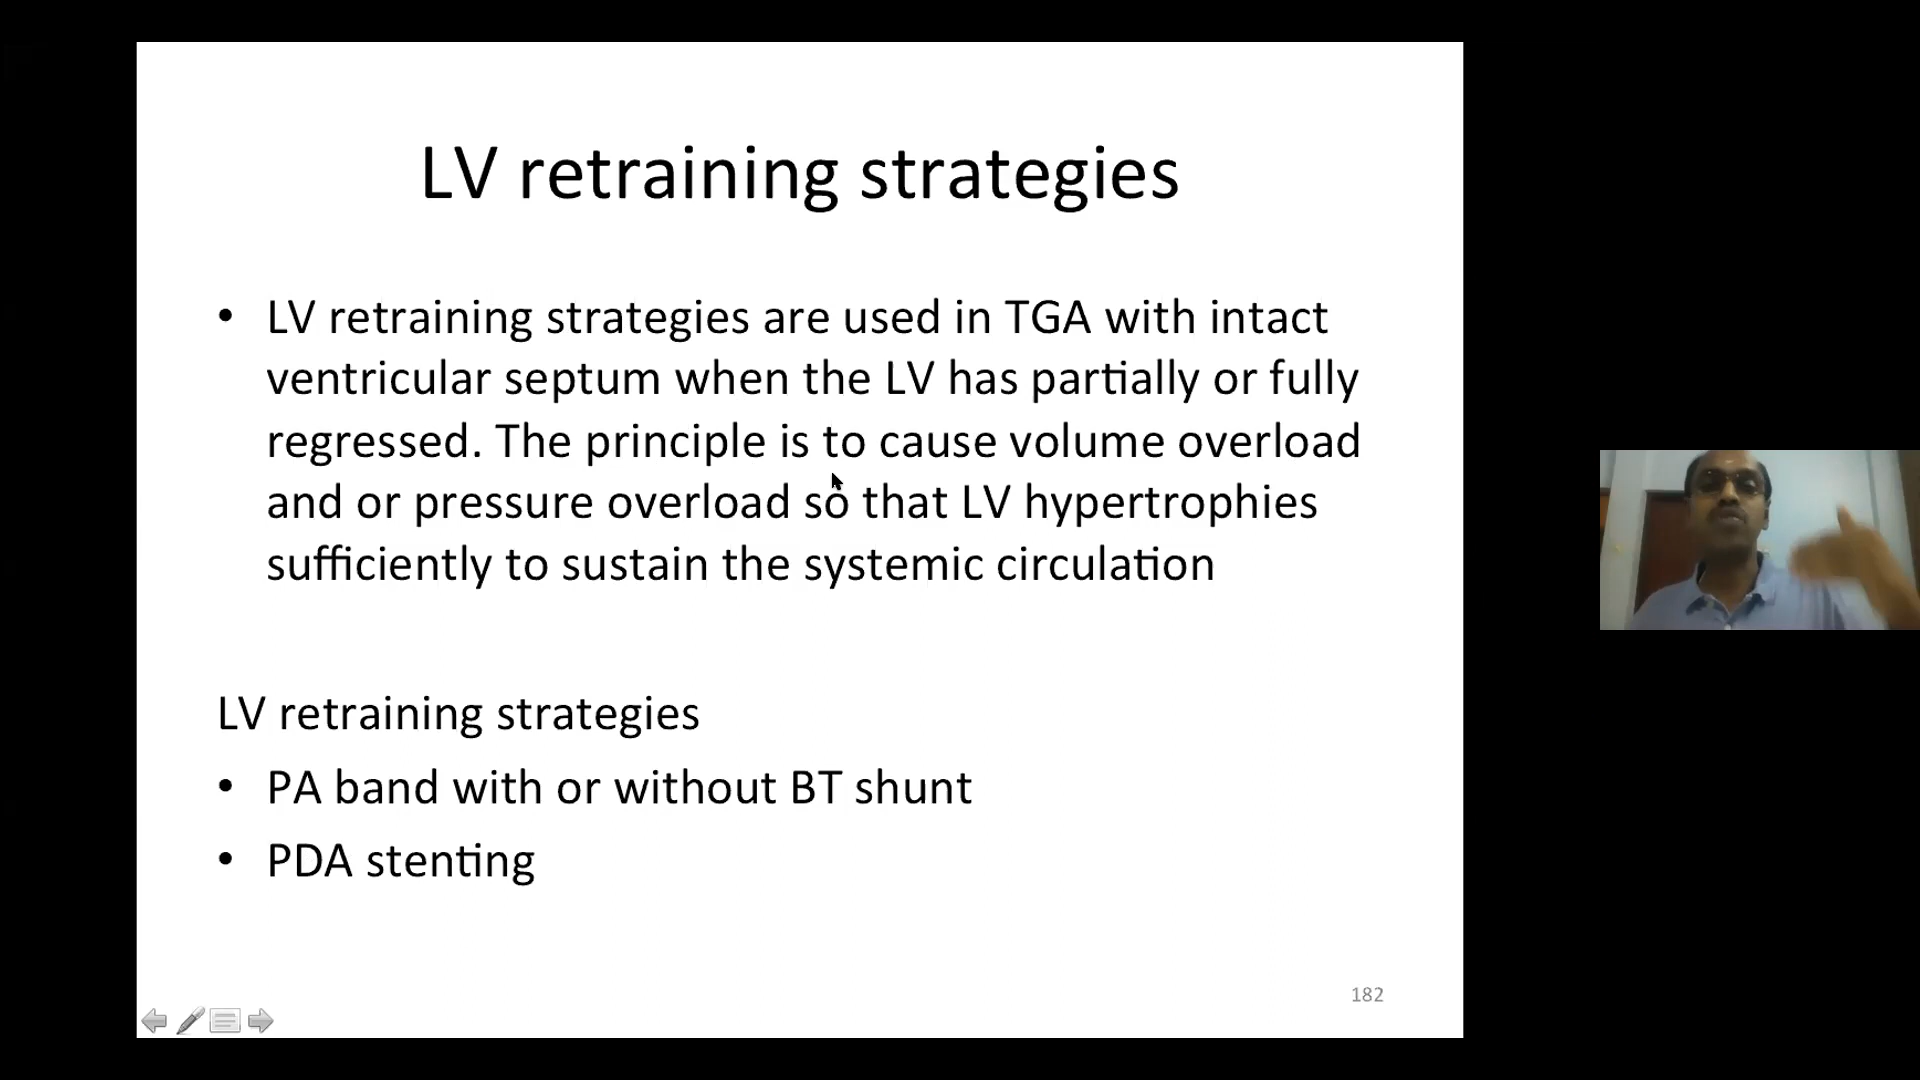 LV retraining strategies
• LV retraining strategies are used in TGA with intact
ventricular septum when the LV has partially or fully
regressed. The principle is to cause volume overload
and or pressure overload so that LV hypertrophies
sufficiently to sustain the systemic circulation
LV retraining strategies
• PA band with or without BT shunt
• PDA stenting
182